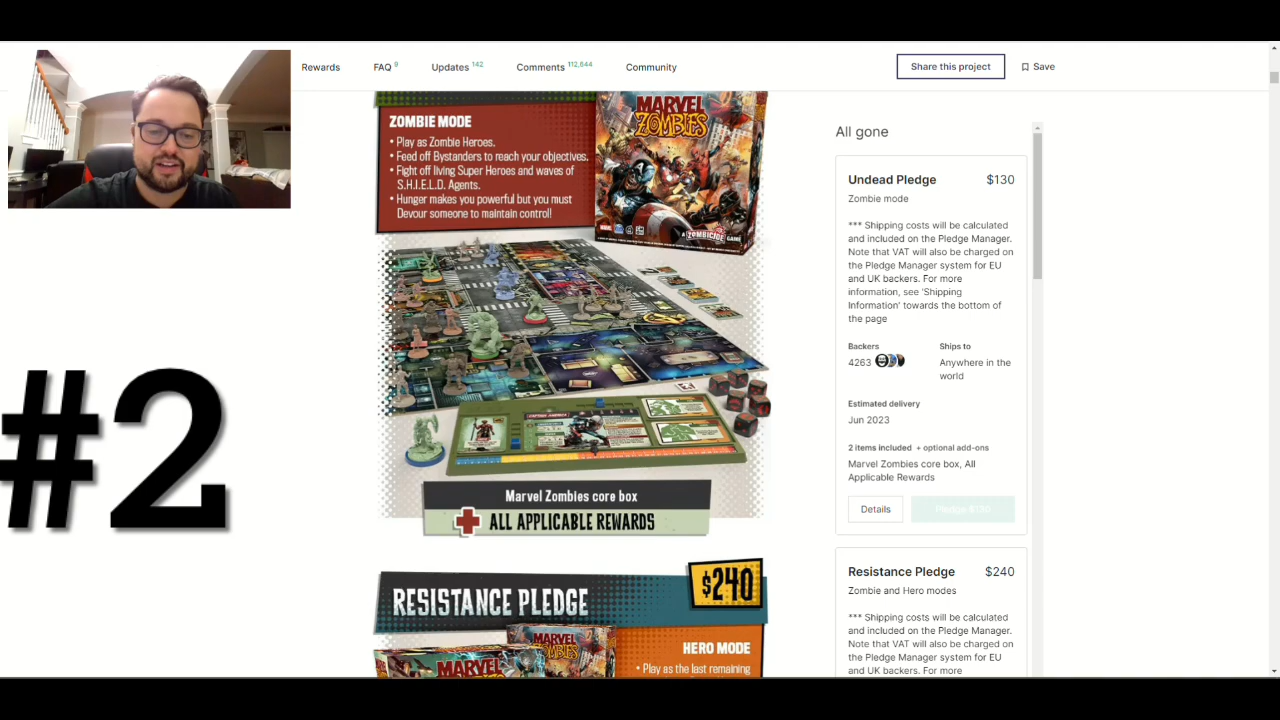 Rewards
FAQ 9
Updates 142
Comments 112,644
Community
Share this project
Save
ZOMBIE MODE
• Play as Zombie Heroes.
• Feed off Bystanders to reach your objectives.
• Fight off living Super Heroes and waves of
S.H.I.E.L.D. Agents.
• Hunger makes you powerful but you must
Devour someone to maintain control!
MARVEL
ZOMBIES
A ZOMBICIDE GAME
#2
CAPTAIN AMERICA
Marvel Zombies core box
ALL APPLICABLE REWARDS
$240
RESISTANCE PLEDGE
MARVEL
ZOMBIES
MARVEL
HERO MODE
• Play as the last remaining
All gone
Undead Pledge $130
Zombie mode
*** Shipping costs will be calculated
and included on the Pledge Manager.
Note that VAT will also be charged on
the Pledge Manager system for EU
and UK backers. For more
information, see 'Shipping
Information' towards the bottom of
the page
Backers
4263
Ships to
Anywhere in the
world
Estimated delivery
Jun 2023
2 items included + optional add-ons
Marvel Zombies core box, All
Applicable Rewards
Details
Pledge $130
Resistance Pledge $240
Zombie and Hero modes
*** Shipping costs will be calculated
and included on the Pledge Manager.
Note that VAT will also be charged on
the Pledge Manager system for EU
and UK backers. For more